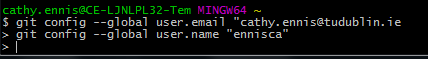 cathy.ennis@CE-LJNLPL32-Tem MINGW64 ~
$ git config --global user.email "cathy.ennis@tudublin.ie
> git config --global user.name "ennisca"
>